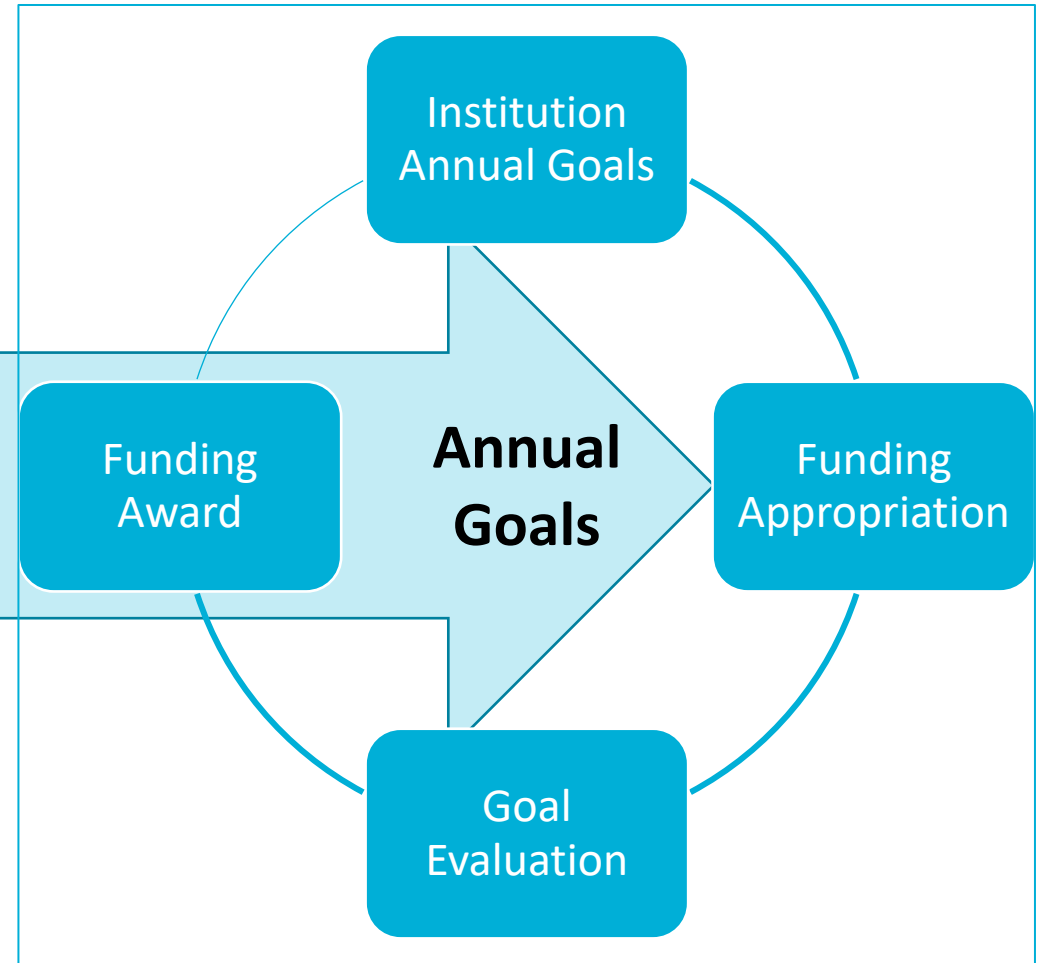 Institution
Annual Goals
Funding
Award
Annual
Goals
Funding
Appropriation
Goal
Evaluation